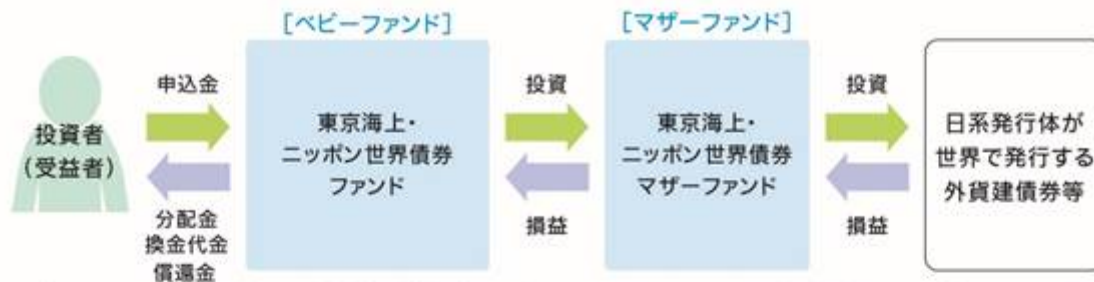 [ベビーファンド]
[マザーファンド]
投資者
(受益者)
申込金
分配金
換金代金
償還金
東京海上・
ニッポン世界債券
ファンド
投資
損益
東京海上・
ニッポン世界債券
マザーファンド
投資
損益
日系発行体が
世界で発行する
外貨建債券等